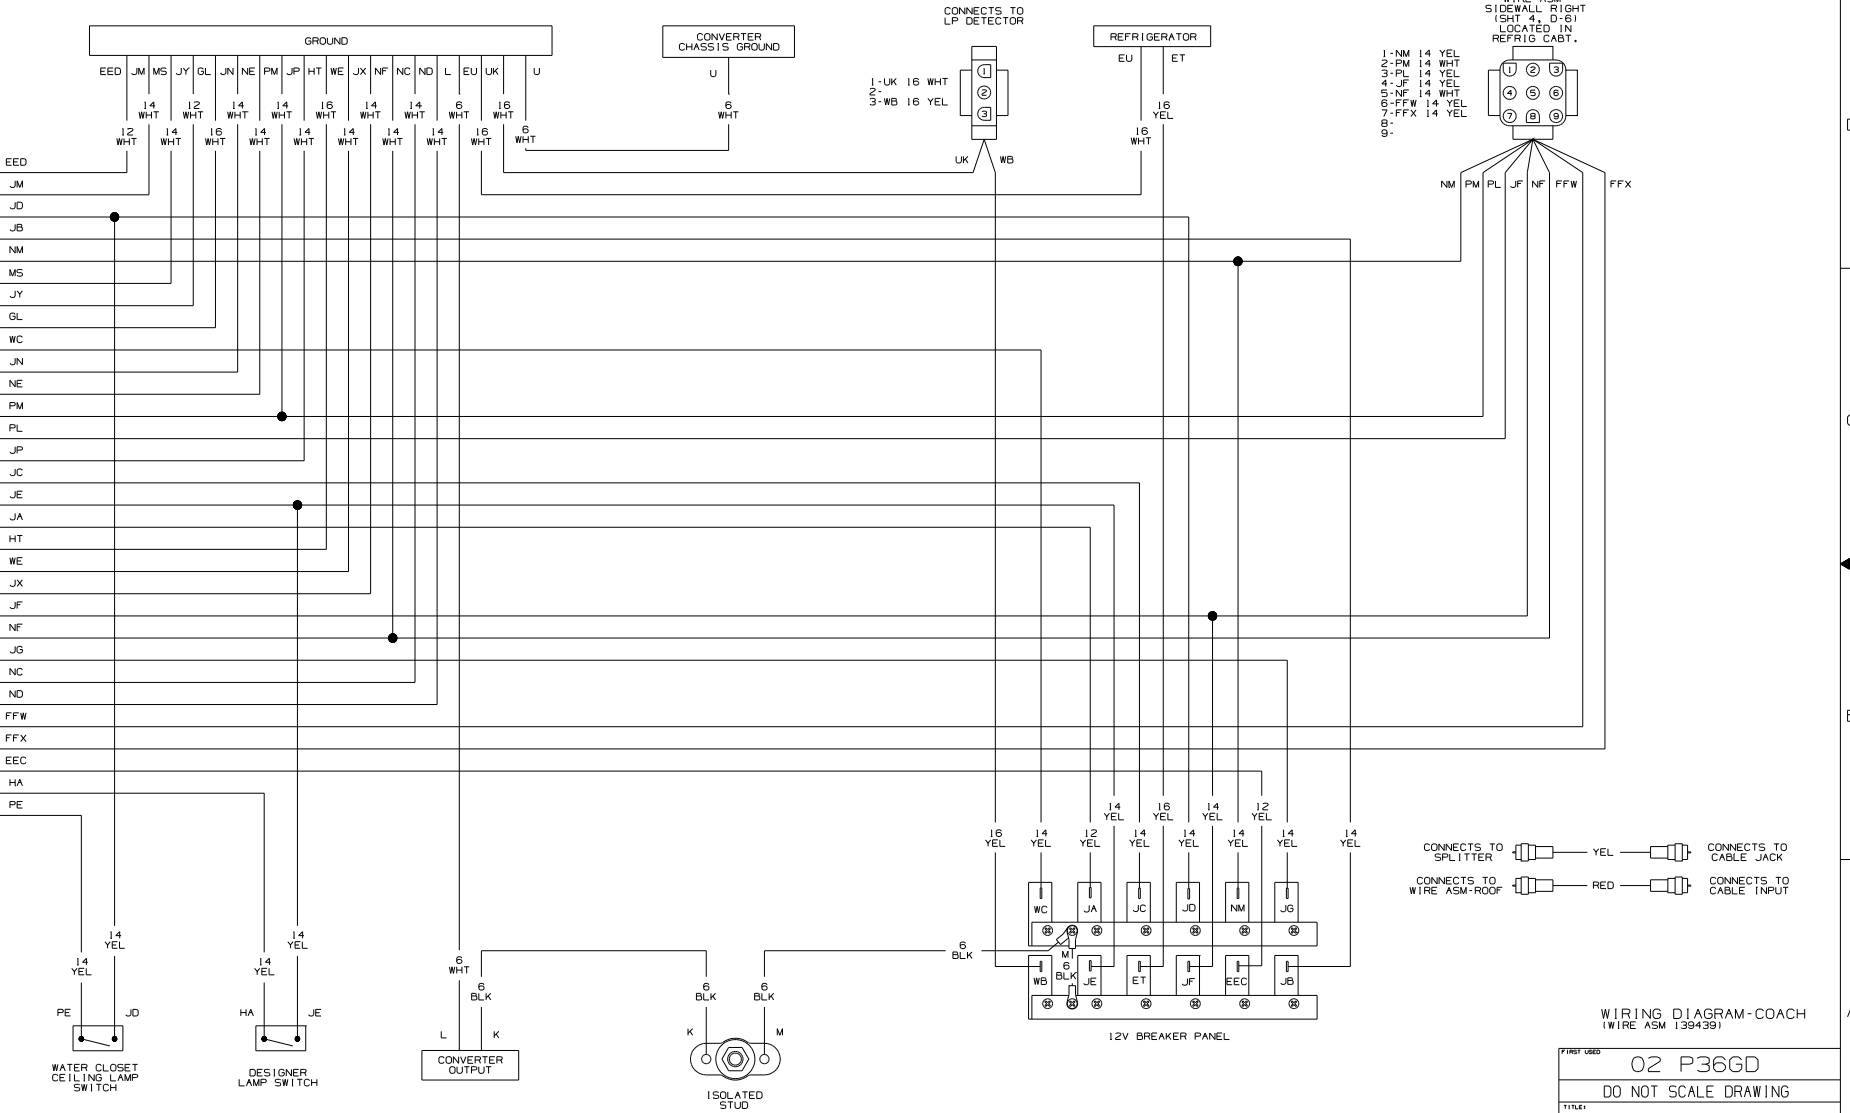 CONNECTS TO
LP DETECTOR
SIDEWALL RIGHT
(SHT 4, D-6)
LOCATED IN
REFRIG CABT.
GROUND
CONVERTER
CHASSIS GROUND
REFRIGERATOR
EED JM MS JY GL JN NE PM JP HT WE JX NF NC ND L EU UK U
U
EU ET
1-UK 16 WHT
2-
3-WB 16 YEL
1
2
3
1-NM 14 YEL
2-PM 14 WHT
3-PL 14 YEL
4-JF 14 YEL
5-NF 14 WHT
6-FFW 14 YEL
7-FFX 14 YEL
8-
9-
1 2 3
4 5 6
7 8 9
14 12 14 14 16 14 14 6 16
WHT WHT WHT WHT WHT WHT WHT WHT WHT
12 14 16 14 14 14 14 14 16 6
WHT WHT WHT WHT WHT WHT WHT WHT WHT WHT
6
WHT
16
YEL
16
WHT
UK WB
NM PM PL JF NF FFW FFX
EED
JM
JD
JB
NM
MS
JY
GL
WC
JN
NE
PM
PL
JP
JC
JE
JA
HT
WE
JX
JF
NF
JG
NC
ND
FFW
FFX
EEC
HA
PE
14 16 14 12
YEL YEL YEL YEL
16 14 12 14 14 14 14 14
YEL YEL YEL YEL YEL YEL YEL YEL
CONNECTS TO
SPLITTER
YEL
CONNECTS TO
CABLE JACK
CONNECTS TO
WIRE ASM-ROOF
RED
CONNECTS TO
CABLE INPUT
WC JA JC JD NM JG
14
YEL
14
YEL
14
YEL
14
YEL
6
WHT
6
BLK
6
BLK
6
BLK
6
BLK
MI
6
BLK
WB JE ET JF EEC JB
12V BREAKER PANEL
PE JD
WATER CLOSET
CEILING LAMP
SWITCH
HA JE
DESIGNER
LAMP SWITCH
L K
CONVERTER
OUTPUT
K M
ISOLATED
STUD
WIRING DIAGRAM-COACH
(WIRE ASM 139439)
FIRST USED
02 P36GD
DO NOT SCALE DRAWING
TITLE: